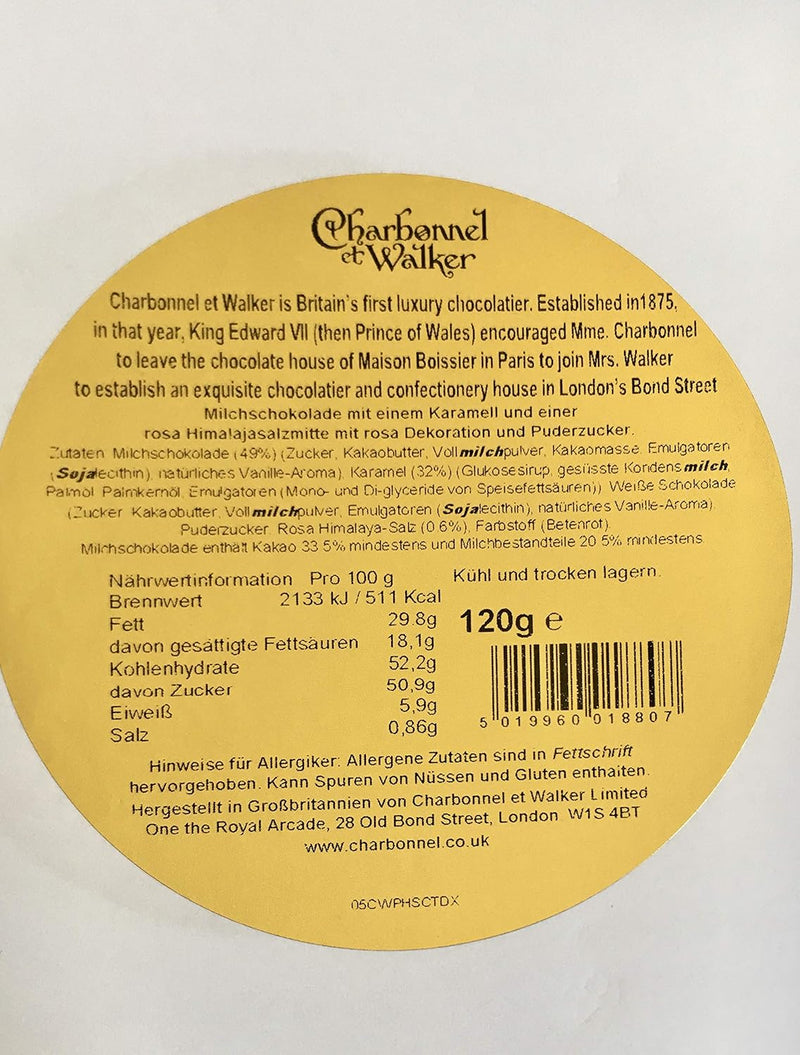 Charbonnel
et Walker
Charbonnel et Walker is Britain's first luxury chocolatier. Established in1875,
in that year, King Edward VII (then Prince of Wales) encouraged Mme. Charbonnel
to leave the chocolate house of Maison Boissier in Paris to join Mrs. Walker
to establish an exquisite chocolatier and confectionery house in London's Bond Street
Milchschokolade mit einem Karamell und einer
rosa Himalajasalzmitte mit rosa Dekoration und Puderzucker.
Zutaten Milchschokolade (49%) (Zucker, Kakaobutter, Vollmilchpulver, Kakaomasse. Emulgatoren
(Sojalecithin), natürliches Vanille-Aroma). Karamel (32%) (Glukosesirup, gesüsste Kondensmilch,
Palmöl Palmkernöl, Emulgatoren (Mono- und Di-glyceride von Speisefettsäuren)) Weiße Schokolade
(Zucker Kakaobutter, Vollmilchpulver, Emulgatoren (Sojalecithin), natürliches Vanille-Aroma).
Puderzucker. Rosa Himalaya-Salz (0 6%), Farbstoff (Betenrot).
Milchschokolade enthält Kakao 33 5% mindestens und Milchbestandteile 20 5% mindestens.
Nährwertinformation Pro 100 g
Brennwert 2133 kJ / 511 Kcal
Fett 29.8g
davon gesättigte Fettsäuren 18,1g
Kohlenhydrate 52,2g
davon Zucker 50,9g
Eiweiß 5,9g
Salz 0,86g
Kühl und trocken lagern.
120g e
5 019960 018807
Hinweise für Allergiker: Allergene Zutaten sind in Fettschrift
hervorgehoben. Kann Spuren von Nüssen und Gluten enthalten.
Hergestellt in Großbritannien von Charbonnel et Walker Limited
One the Royal Arcade, 28 Old Bond Street, London W1S 4BT
www.charbonnel.co.uk
05CWPHSCTDX